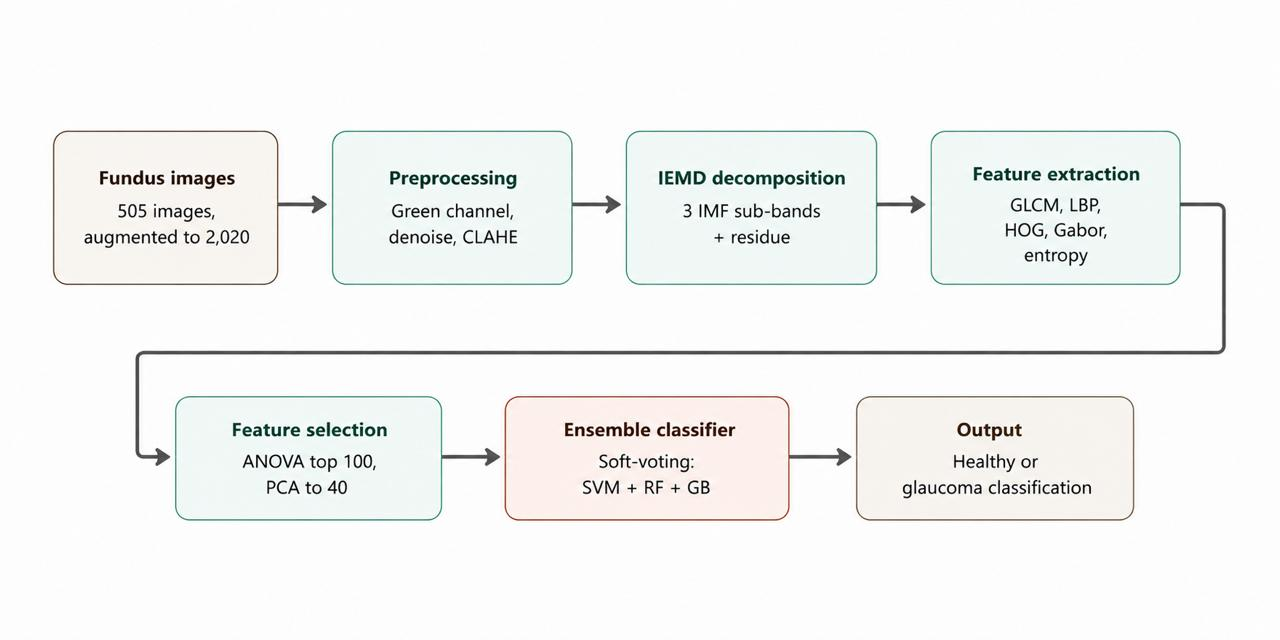 Fundus images
505 images,
augmented to 2,020
Preprocessing
Green channel,
denoise, CLAHE
IEMD decomposition
3 IMF sub-bands
+ residue
Feature extraction
GLCM, LBP,
HOG, Gabor,
entropy
Feature selection
ANOVA top 100,
PCA to 40
Ensemble classifier
Soft-voting:
SVM + RF + GB
Output
Healthy or
glaucoma classification